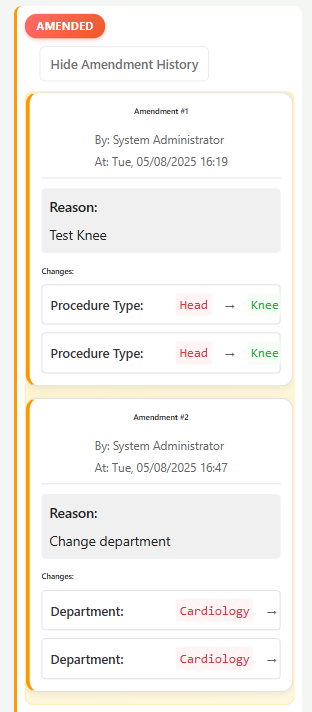 AMENDED
Hide Amendment History
Amendment #1
By: System Administrator
At: Tue, 05/08/2025 16:19
Reason:
Test Knee
Changes:
Procedure Type: Head → Knee
Procedure Type: Head → Knee
Amendment #2
By: System Administrator
At: Tue, 05/08/2025 16:47
Reason:
Change department
Changes:
Department: Cardiology →
Department: Cardiology →